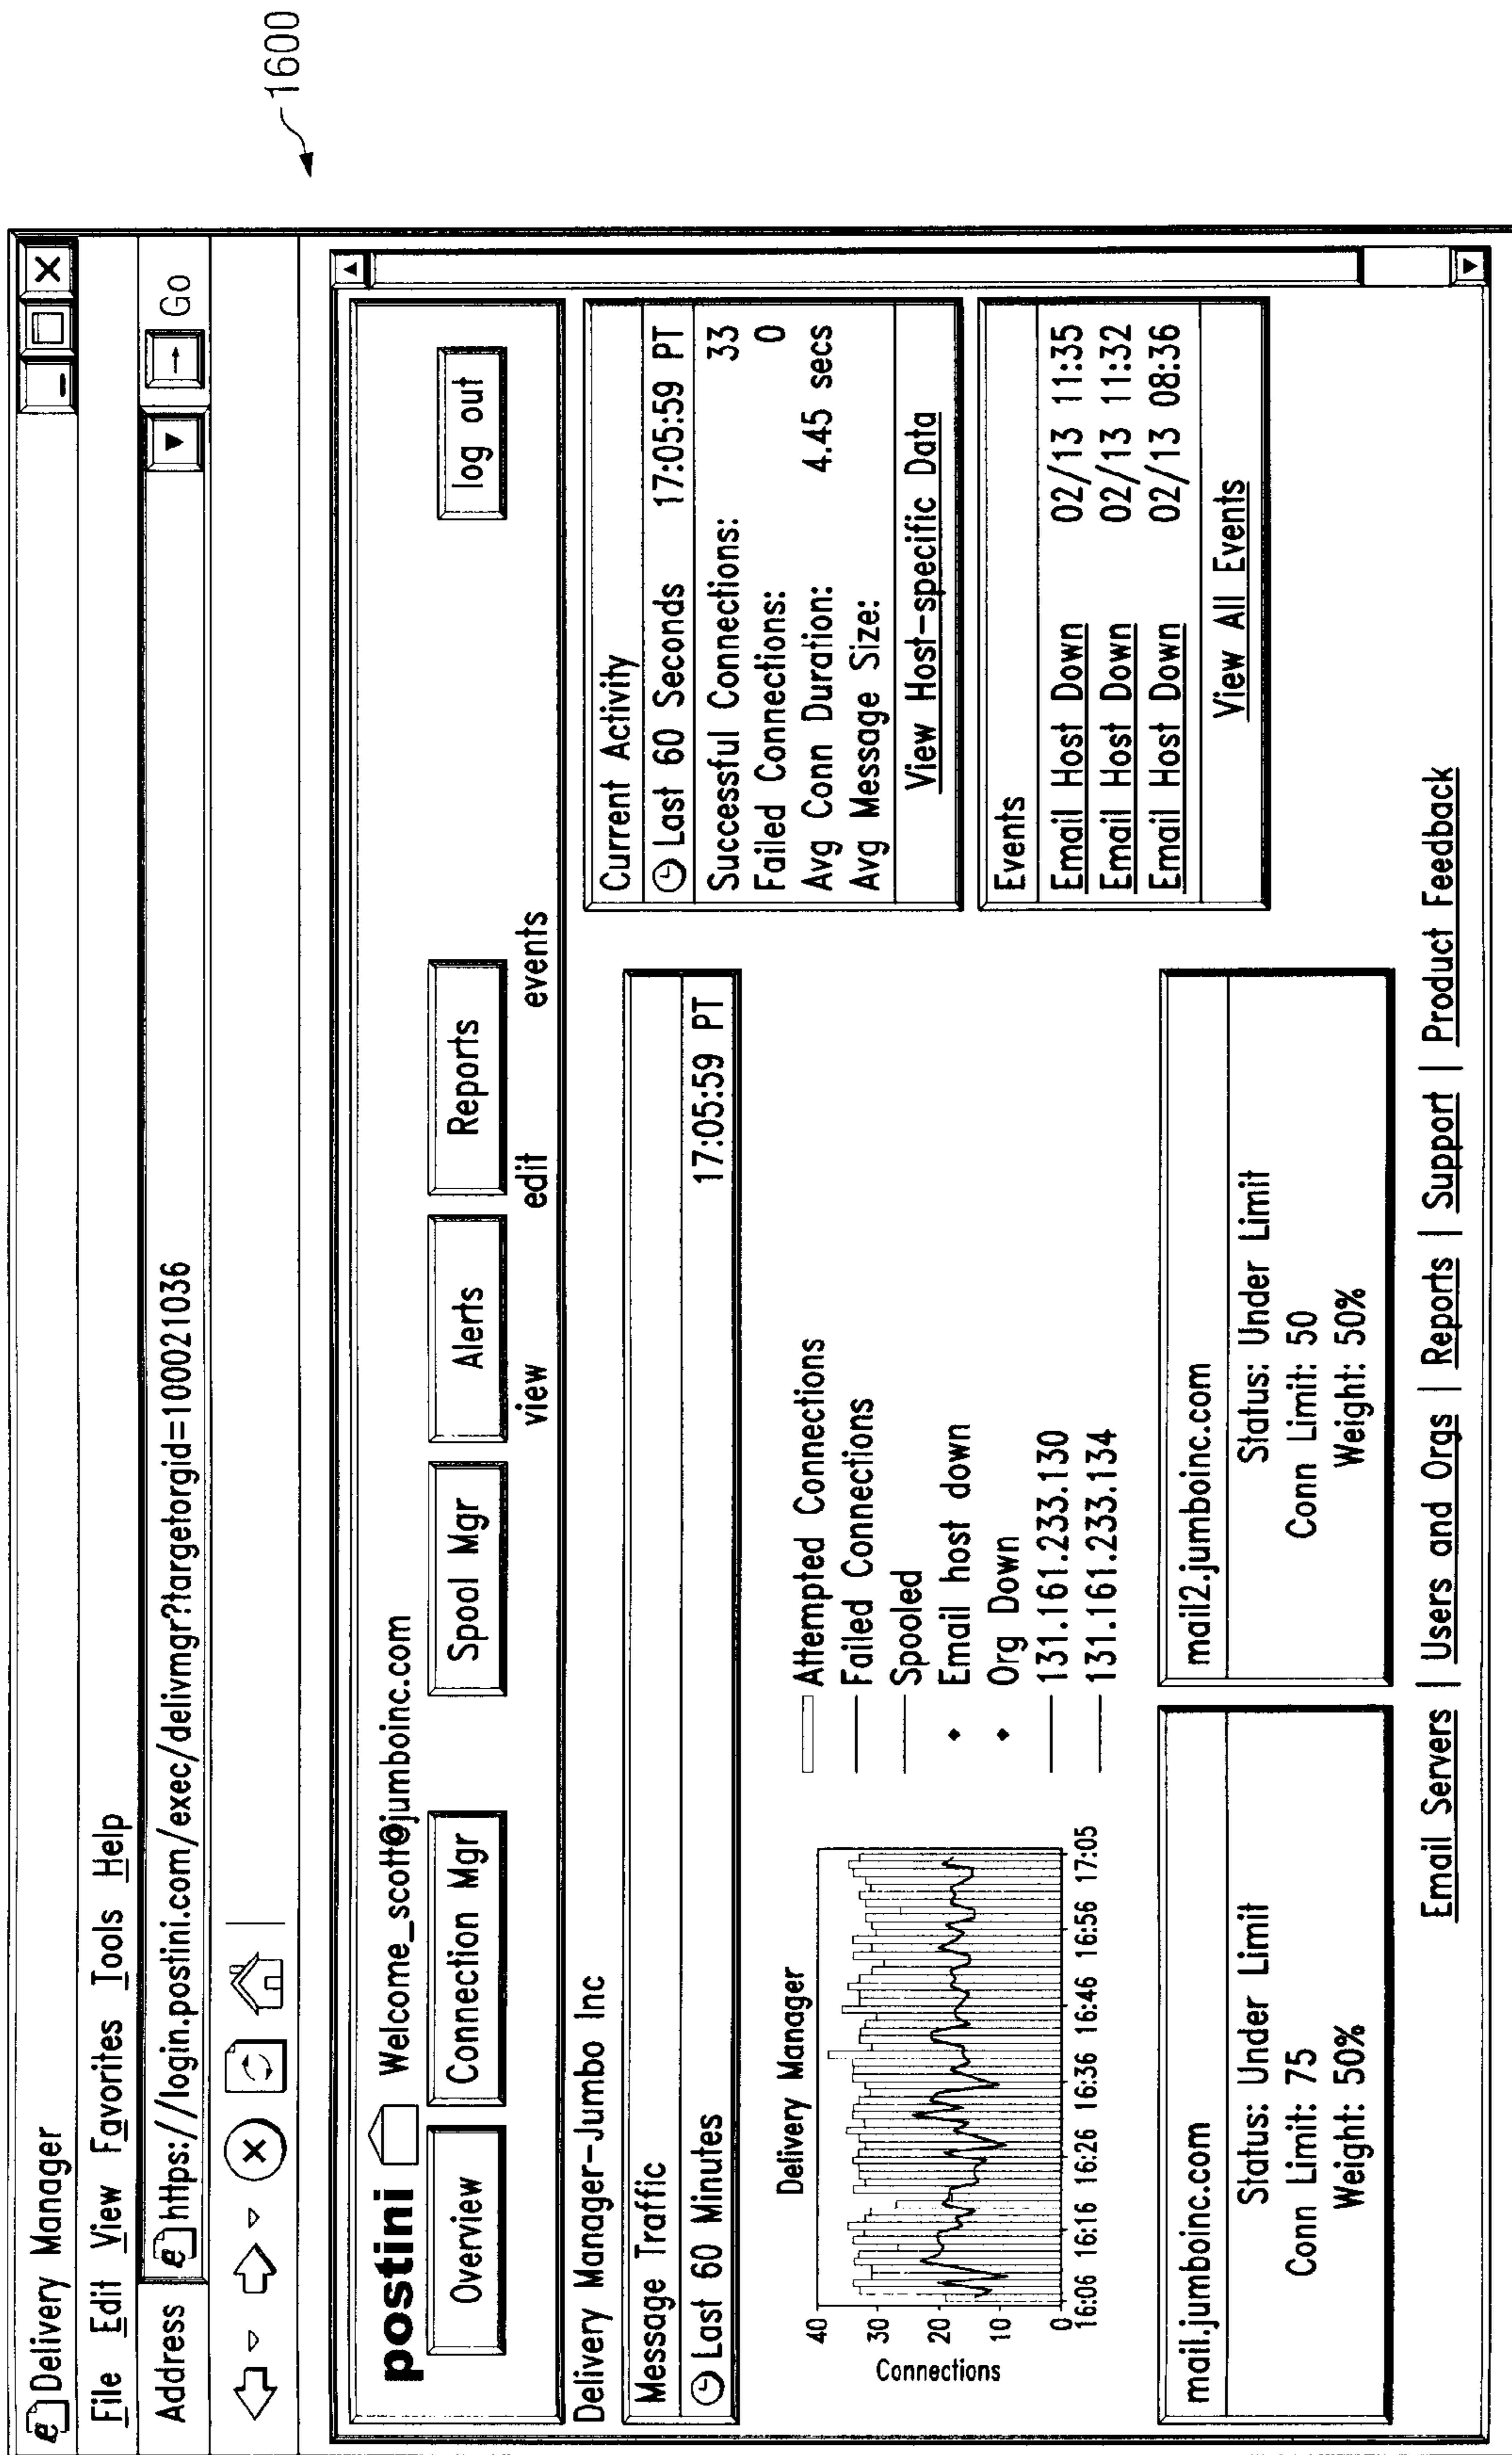 1600
Delivery Manager
File Edit View Favorites Tools Help
Address https://login.postini.com/exec/delivmgr?targetorgid=100021036 Go
postini Welcome_scott@jumboinc.com
Overview Connection Mgr Spool Mgr Alerts Reports log out
view edit events
Delivery Manager-Jumbo Inc
Message Traffic
Last 60 Minutes 17:05:59 PT
Delivery Manager
Connections
40
30
20
10
0
16:06 16:16 16:26 16:36 16:46 16:56 17:05
Attempted Connections
Failed Connections
Spooled
Email host down
Org Down
131.161.233.130
131.161.233.134
Current Activity
Last 60 Seconds 17:05:59 PT
Successful Connections: 33
Failed Connections: 0
Avg Conn Duration: 4.45 secs
Avg Message Size:
View Host-specific Data
Events
Email Host Down 02/13 11:35
Email Host Down 02/13 11:32
Email Host Down 02/13 08:36
View All Events
mail.jumboinc.com
Status: Under Limit
Conn Limit: 75
Weight: 50%
mail2.jumboinc.com
Status: Under Limit
Conn Limit: 50
Weight: 50%
Email Servers | Users and Orgs | Reports | Support | Product Feedback